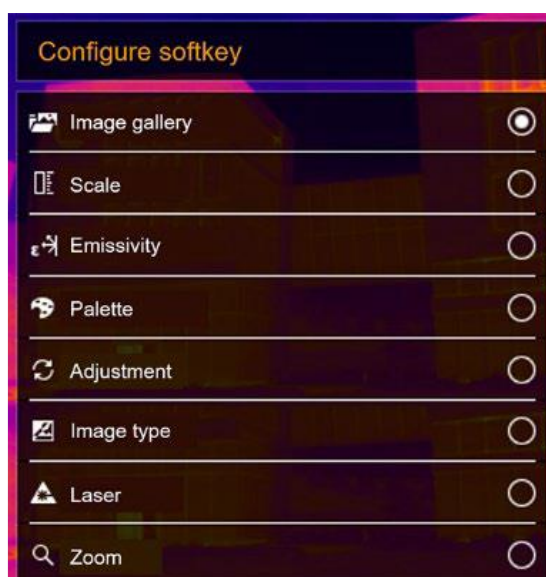 Configure softkey
Image gallery
Scale
ε Emissivity
Palette
Adjustment
Image type
Laser
Zoom